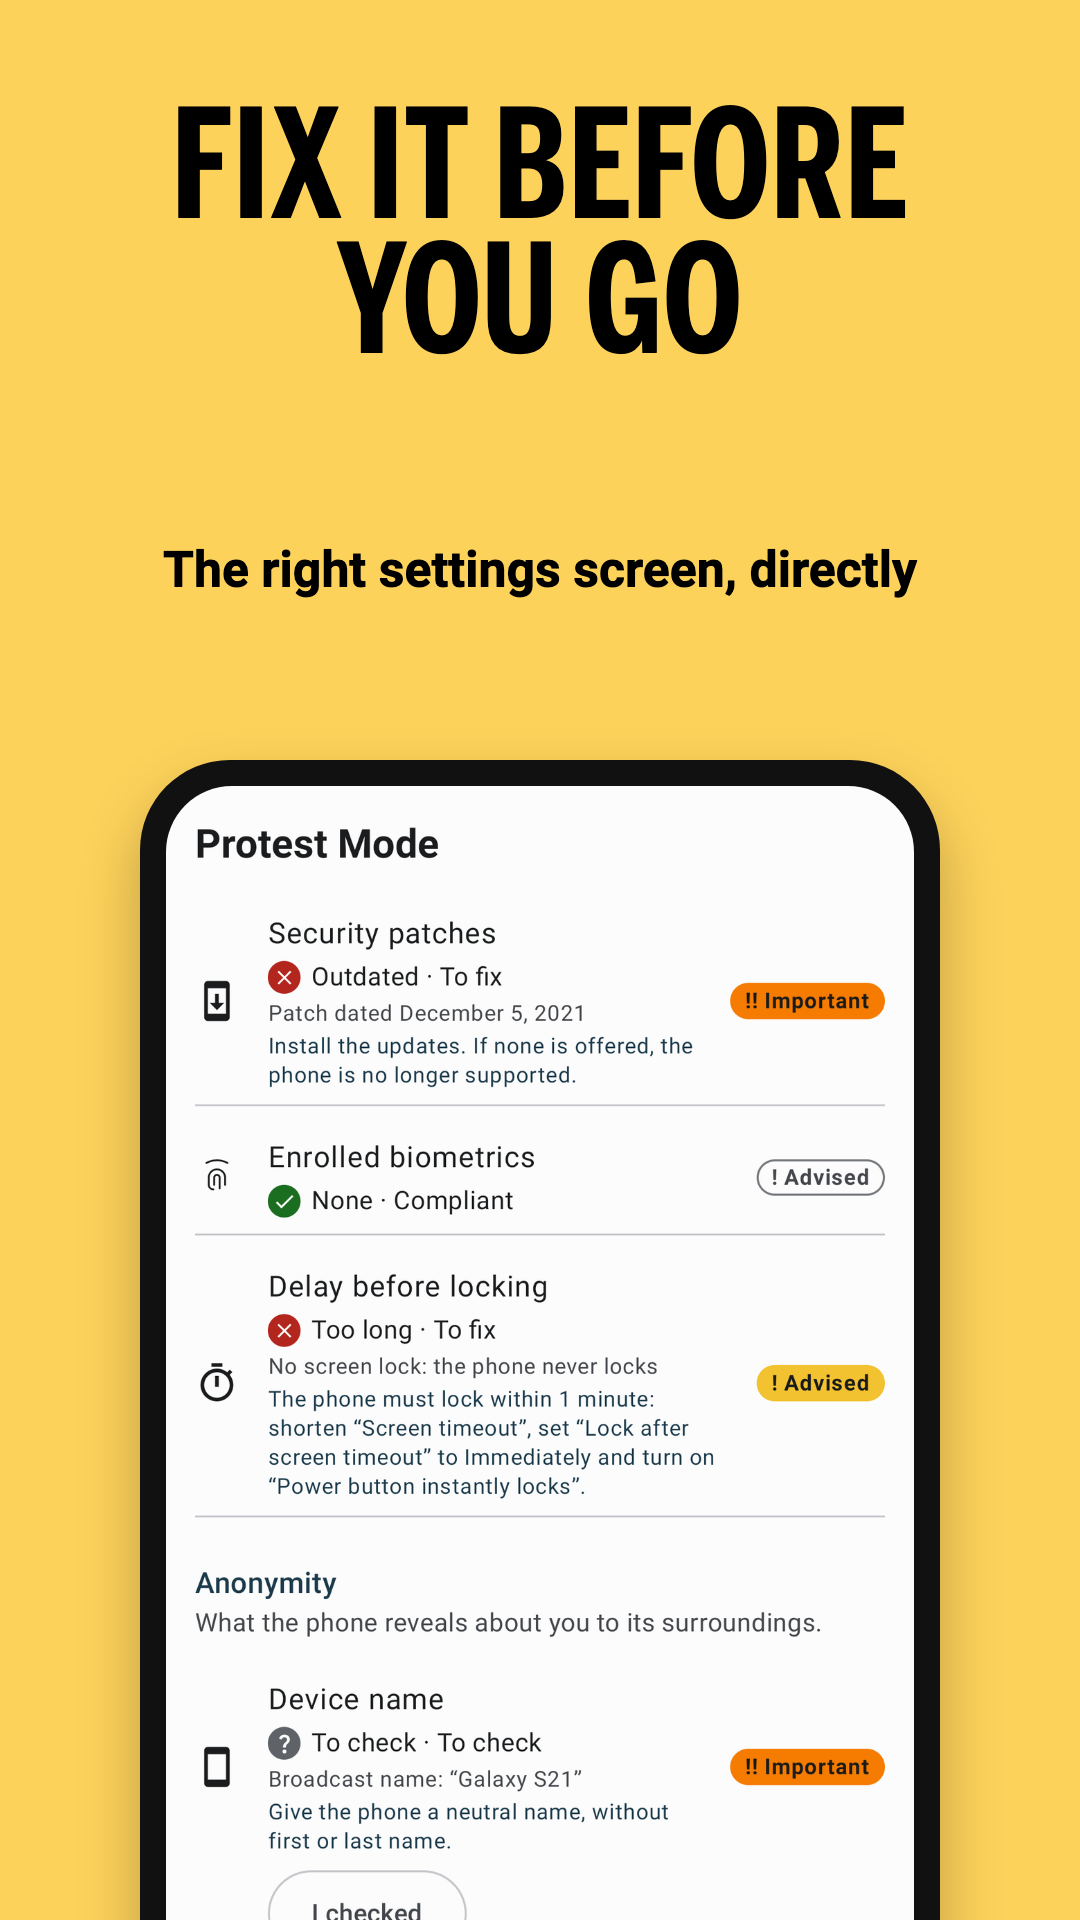 FIX IT BEFORE
YOU GO
The right settings screen, directly
Protest Mode
Security patches
Outdated · To fix
Patch dated December 5, 2021
Install the updates. If none is offered, the
phone is no longer supported.
!! Important
Enrolled biometrics
None · Compliant
! Advised
Delay before locking
Too long · To fix
No screen lock: the phone never locks
The phone must lock within 1 minute:
shorten “Screen timeout”, set “Lock after
screen timeout” to Immediately and turn on
“Power button instantly locks”.
! Advised
Anonymity
What the phone reveals about you to its surroundings.
Device name
To check · To check
Broadcast name: “Galaxy S21”
Give the phone a neutral name, without
first or last name.
!! Important
I checked